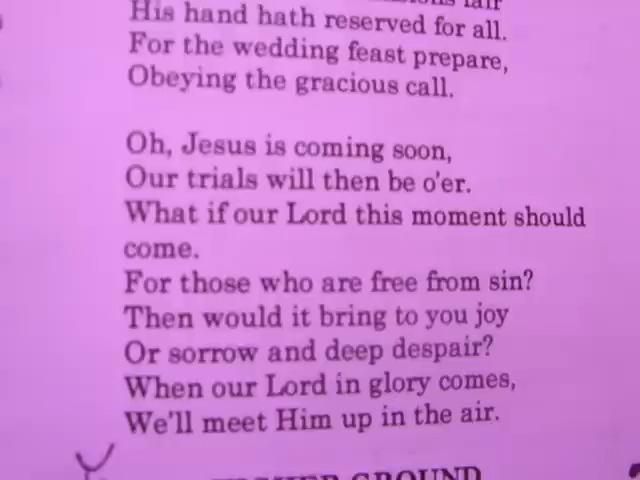 His hand hath reserved for all.
For the wedding feast prepare,
Obeying the gracious call.
Oh, Jesus is coming soon,
Our trials will then be o'er.
What if our Lord this moment should
come.
For those who are free from sin?
Then would it bring to you joy
Or sorrow and deep despair?
When our Lord in glory comes,
We'll meet Him up in the air.
GROUND